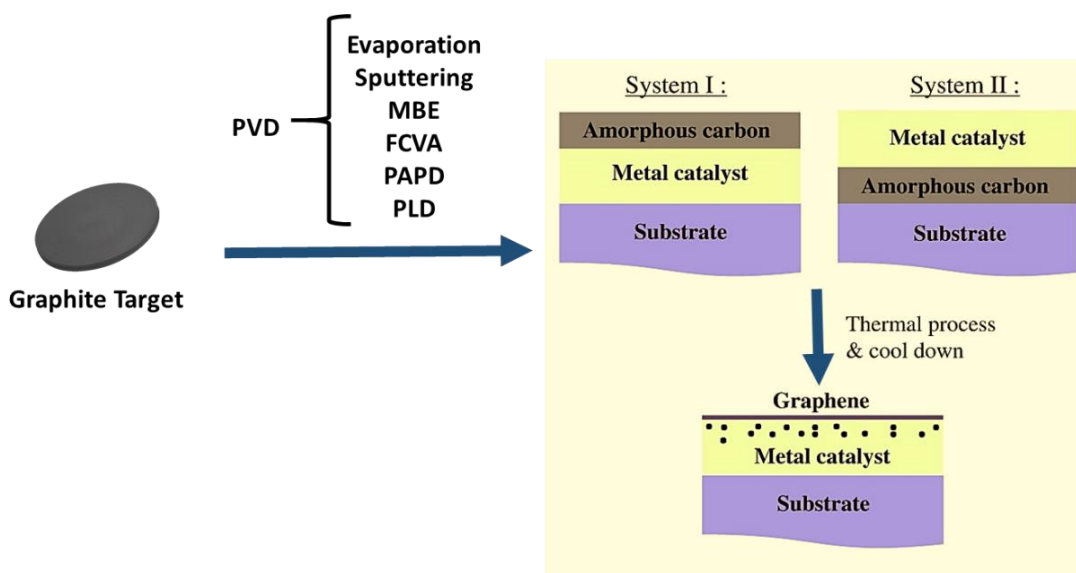 PVD
Evaporation
Sputtering
MBE
FCVA
PAPD
PLD
Graphite Target
System I :
Amorphous carbon
Metal catalyst
Substrate
System II :
Metal catalyst
Amorphous carbon
Substrate
Thermal process
& cool down
Graphene
Metal catalyst
Substrate